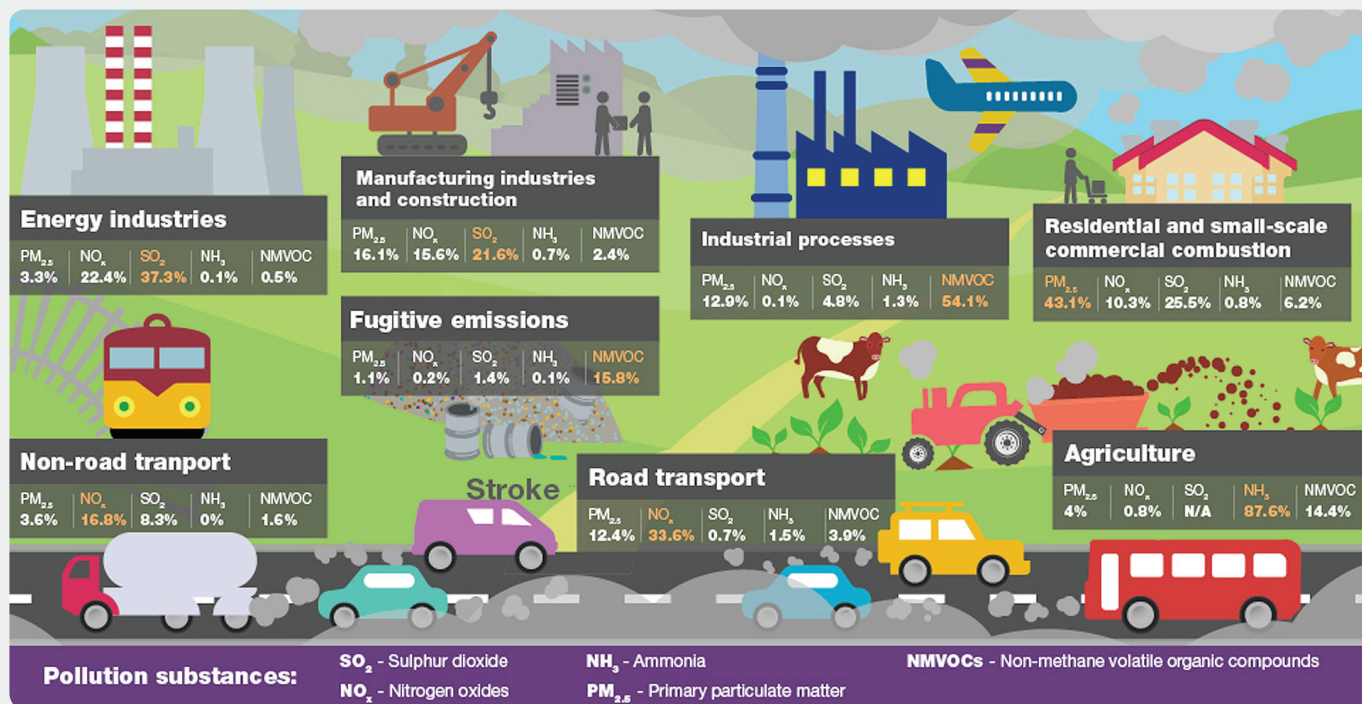 Energy industries
PM2.5 NOx SO2 NH3 NMVOC
3.3% 22.4% 37.3% 0.1% 0.5%
Manufacturing industries
and construction
PM2.5 NOx SO2 NH3 NMVOC
16.1% 15.6% 21.6% 0.7% 2.4%
Industrial processes
PM2.5 NOx SO2 NH3 NMVOC
12.9% 0.1% 4.8% 1.3% 54.1%
Residential and small-scale
commercial combustion
PM2.5 NOx SO2 NH3 NMVOC
43.1% 10.3% 25.5% 0.8% 6.2%
Fugitive emissions
PM2.5 NOx SO2 NH3 NMVOC
1.1% 0.2% 1.4% 0.1% 15.8%
Non-road tranport
PM2.5 NOx SO2 NH3 NMVOC
3.6% 16.8% 8.3% 0% 1.6%
Stroke
Road transport
PM2.5 NOx SO2 NH3 NMVOC
12.4% 33.6% 0.7% 1.5% 3.9%
Agriculture
PM2.5 NOx SO2 NH3 NMVOC
4% 0.8% N/A 87.6% 14.4%
Pollution substances:
SO2 - Sulphur dioxide
NOx - Nitrogen oxides
NH3 - Ammonia
PM2.5 - Primary particulate matter
NMVOCs - Non-methane volatile organic compounds